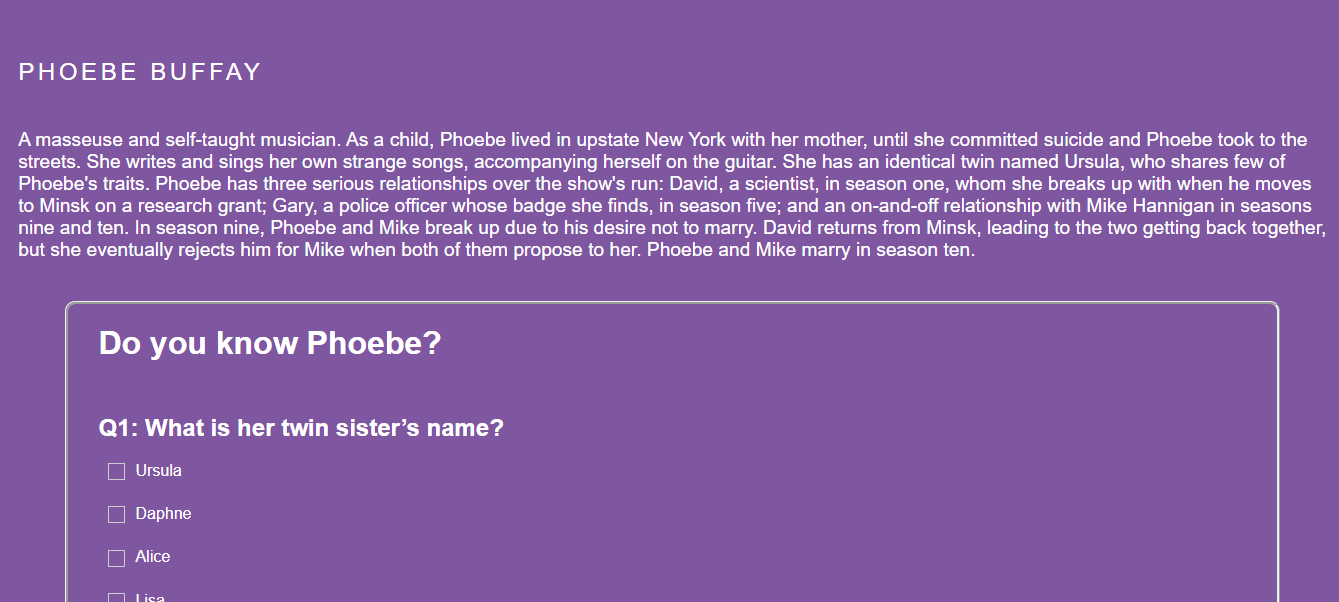 PHOEBE BUFFAY
A masseuse and self-taught musician. As a child, Phoebe lived in upstate New York with her mother, until she committed suicide and Phoebe took to the
streets. She writes and sings her own strange songs, accompanying herself on the guitar. She has an identical twin named Ursula, who shares few of
Phoebe's traits. Phoebe has three serious relationships over the show's run: David, a scientist, in season one, whom she breaks up with when he moves
to Minsk on a research grant; Gary, a police officer whose badge she finds, in season five; and an on-and-off relationship with Mike Hannigan in seasons
nine and ten. In season nine, Phoebe and Mike break up due to his desire not to marry. David returns from Minsk, leading to the two getting back together,
but she eventually rejects him for Mike when both of them propose to her. Phoebe and Mike marry in season ten.
Do you know Phoebe?
Q1: What is her twin sister’s name?
Ursula
Daphne
Alice
Lisa